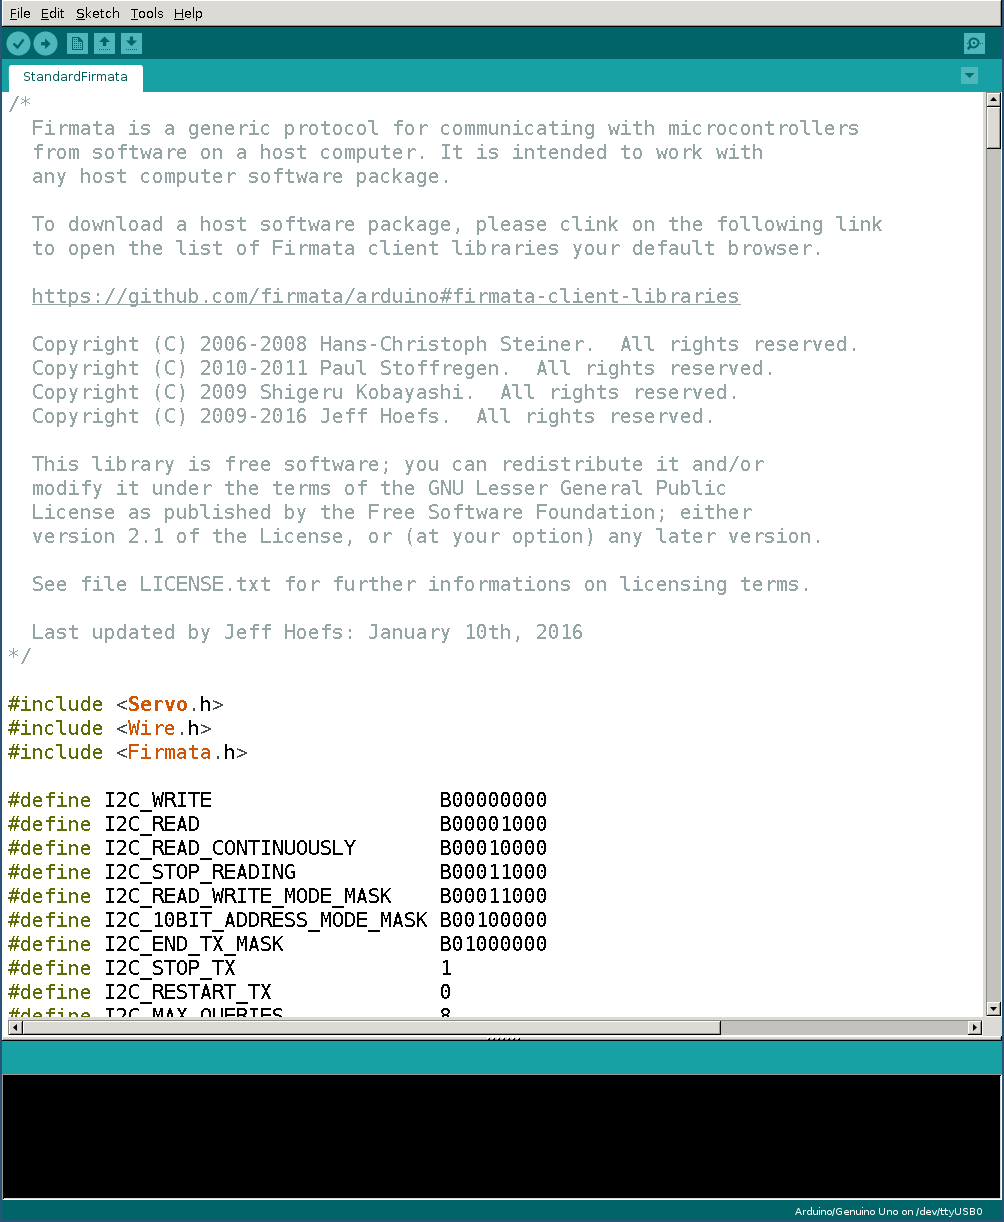 File Edit Sketch Tools Help
StandardFirmata
/*
Firmata is a generic protocol for communicating with microcontrollers
from software on a host computer. It is intended to work with
any host computer software package.
To download a host software package, please clink on the following link
to open the list of Firmata client libraries your default browser.
https://github.com/firmata/arduino#firmata-client-libraries
Copyright (C) 2006-2008 Hans-Christoph Steiner.  All rights reserved.
Copyright (C) 2010-2011 Paul Stoffregen.  All rights reserved.
Copyright (C) 2009 Shigeru Kobayashi.  All rights reserved.
Copyright (C) 2009-2016 Jeff Hoefs.  All rights reserved.
This library is free software; you can redistribute it and/or
modify it under the terms of the GNU Lesser General Public
License as published by the Free Software Foundation; either
version 2.1 of the License, or (at your option) any later version.
See file LICENSE.txt for further informations on licensing terms.
Last updated by Jeff Hoefs: January 10th, 2016
*/
#include <Servo.h>
#include <Wire.h>
#include <Firmata.h>
#define I2C_WRITE                   B00000000
#define I2C_READ                    B00001000
#define I2C_READ_CONTINUOUSLY       B00010000
#define I2C_STOP_READING            B00011000
#define I2C_READ_WRITE_MODE_MASK    B00011000
#define I2C_10BIT_ADDRESS_MODE_MASK B00100000
#define I2C_END_TX_MASK             B01000000
#define I2C_STOP_TX                 1
#define I2C_RESTART_TX              0
#define I2C_MAX_QUERIES             8
Arduino/Genuino Uno on /dev/ttyUSB0